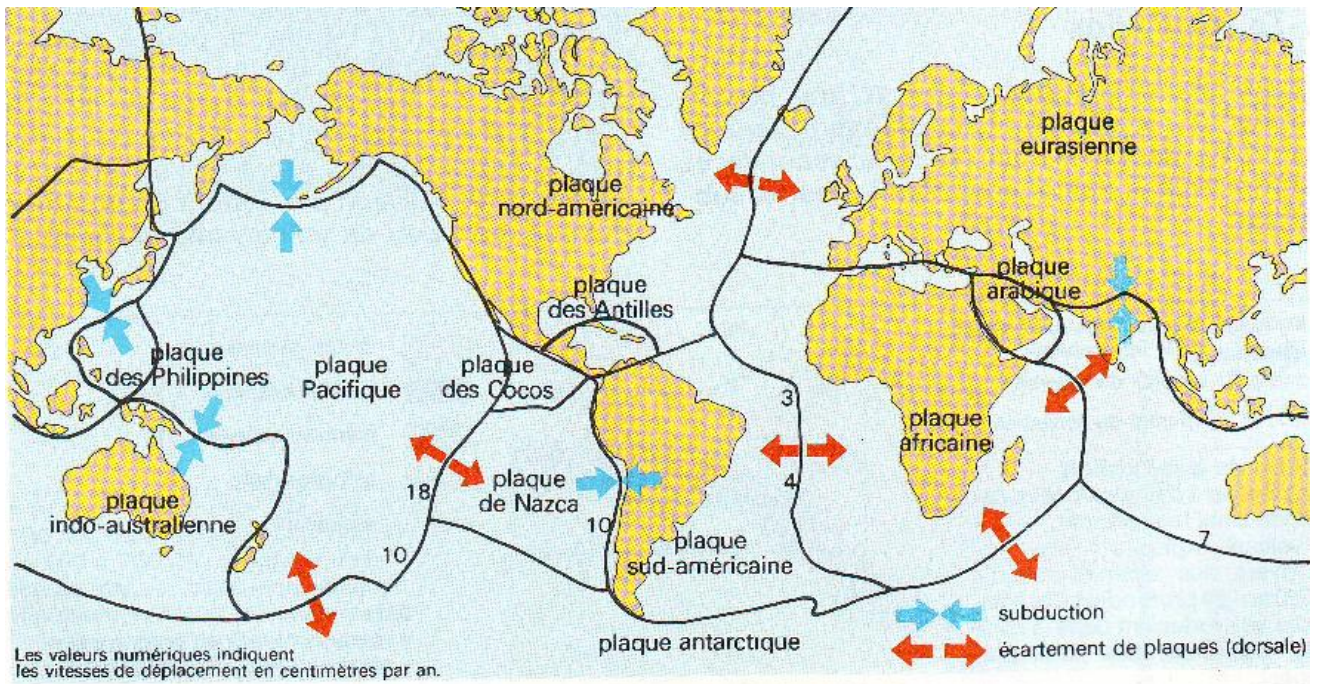 plaque
eurasienne
plaque
nord-américaine
plaque
arabique
plaque
des Antilles
plaque
des Philippines
plaque
Pacifique
plaque
des Cocos
3
plaque
africaine
plaque
de Nazca
18
4
plaque
indo-australienne
10
10
plaque
sud-américaine
7
plaque antarctique
subduction
écartement de plaques (dorsale)
Les valeurs numériques indiquent
les vitesses de déplacement en centimètres par an.